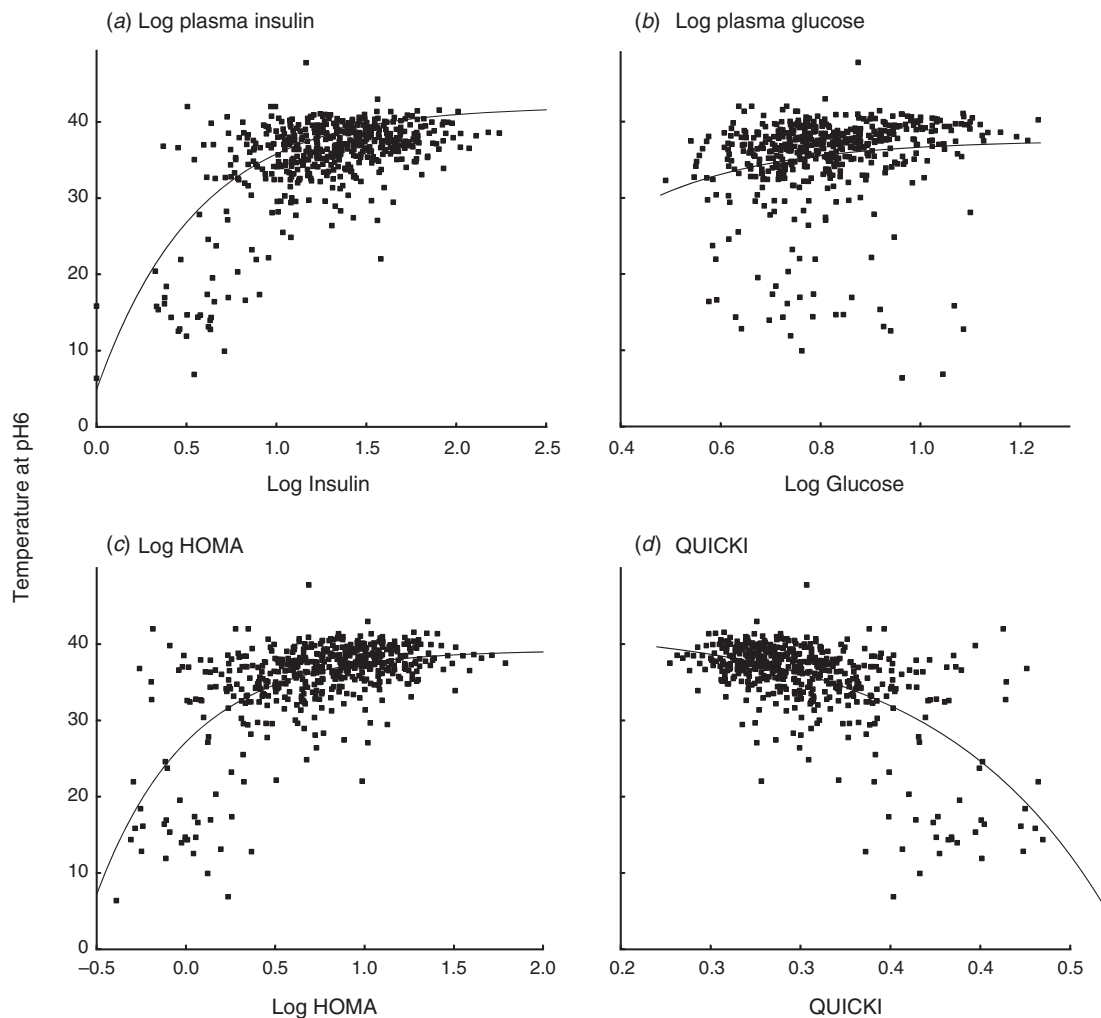 (a) Log plasma insulin
40
30
20
10
0
0.0 0.5 1.0 1.5 2.0 2.5
Log Insulin
(b) Log plasma glucose
0.4 0.6 0.8 1.0 1.2
Log Glucose
Temperature at pH6
(c) Log HOMA
40
30
20
10
0
–0.5 0.0 0.5 1.0 1.5 2.0
Log HOMA
(d) QUICKI
0.2 0.3 0.3 0.4 0.4 0.5
QUICKI